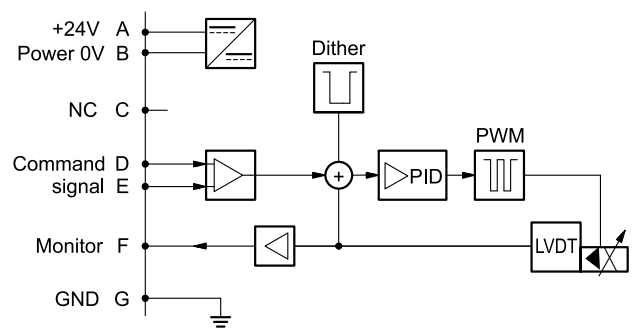 +24V A
Power 0V B
Dither
NC C
PWM
Command D
signal E
+
PID
Monitor F
LVDT
GND G